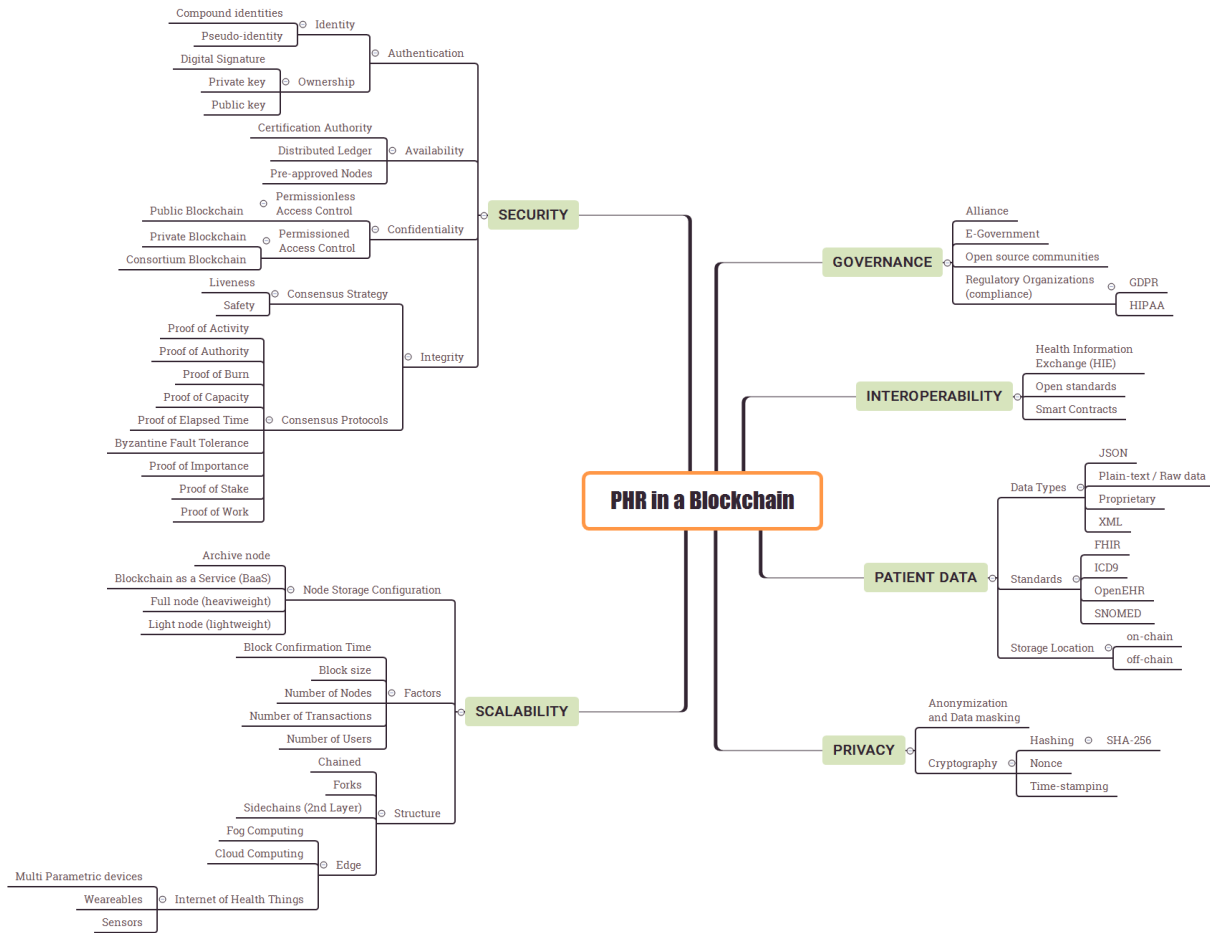 PHR in a Blockchain
SECURITY
Authentication
Identity
Compound identities
Pseudo-identity
Ownership
Digital Signature
Private key
Public key
Availability
Certification Authority
Distributed Ledger
Pre-approved Nodes
Confidentiality
Permissionless
Access Control
Public Blockchain
Permissioned
Access Control
Private Blockchain
Consortium Blockchain
Integrity
Consensus Strategy
Liveness
Safety
Consensus Protocols
Proof of Activity
Proof of Authority
Proof of Burn
Proof of Capacity
Proof of Elapsed Time
Byzantine Fault Tolerance
Proof of Importance
Proof of Stake
Proof of Work
SCALABILITY
Node Storage Configuration
Archive node
Blockchain as a Service (BaaS)
Full node (heaviweight)
Light node (lightweight)
Factors
Block Confirmation Time
Block size
Number of Nodes
Number of Transactions
Number of Users
Structure
Chained
Forks
Sidechains (2nd Layer)
Edge
Fog Computing
Cloud Computing
Internet of Health Things
Multi Parametric devices
Weareables
Sensors
GOVERNANCE
Alliance
E-Government
Open source communities
Regulatory Organizations
(compliance)
GDPR
HIPAA
INTEROPERABILITY
Health Information
Exchange (HIE)
Open standards
Smart Contracts
PATIENT DATA
Data Types
JSON
Plain-text / Raw data
Proprietary
XML
Standards
FHIR
ICD9
OpenEHR
SNOMED
Storage Location
on-chain
off-chain
PRIVACY
Anonymization
and Data masking
Cryptography
Hashing
SHA-256
Nonce
Time-stamping